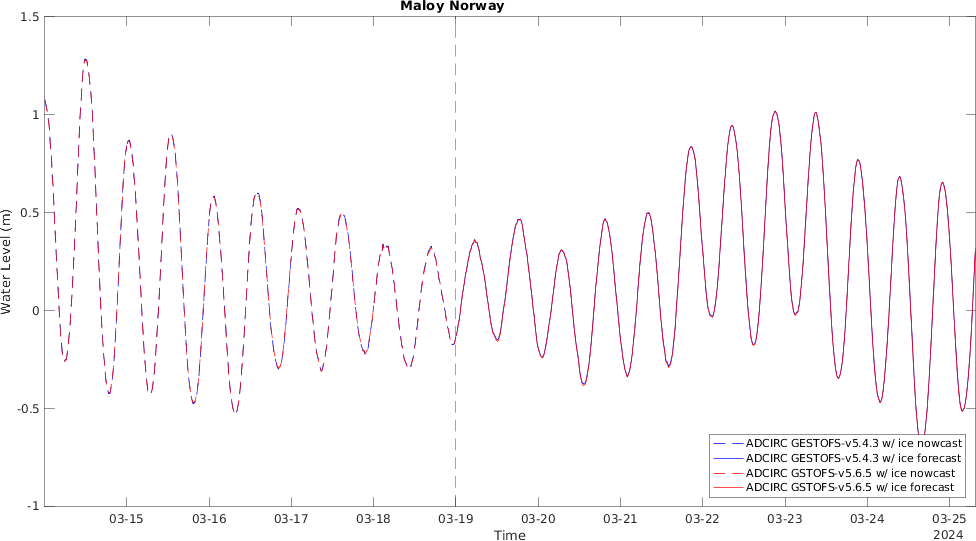 Maloy Norway
1.5
1
0.5
0
-0.5
-1
Water Level (m)
03-15 03-16 03-17 03-18 03-19 03-20 03-21 03-22 03-23 03-24 03-25
2024
Time
ADCIRC GESTOFS-v5.4.3 w/ ice nowcast
ADCIRC GESTOFS-v5.4.3 w/ ice forecast
ADCIRC GSTOFS-v5.6.5 w/ ice nowcast
ADCIRC GSTOFS-v5.6.5 w/ ice forecast